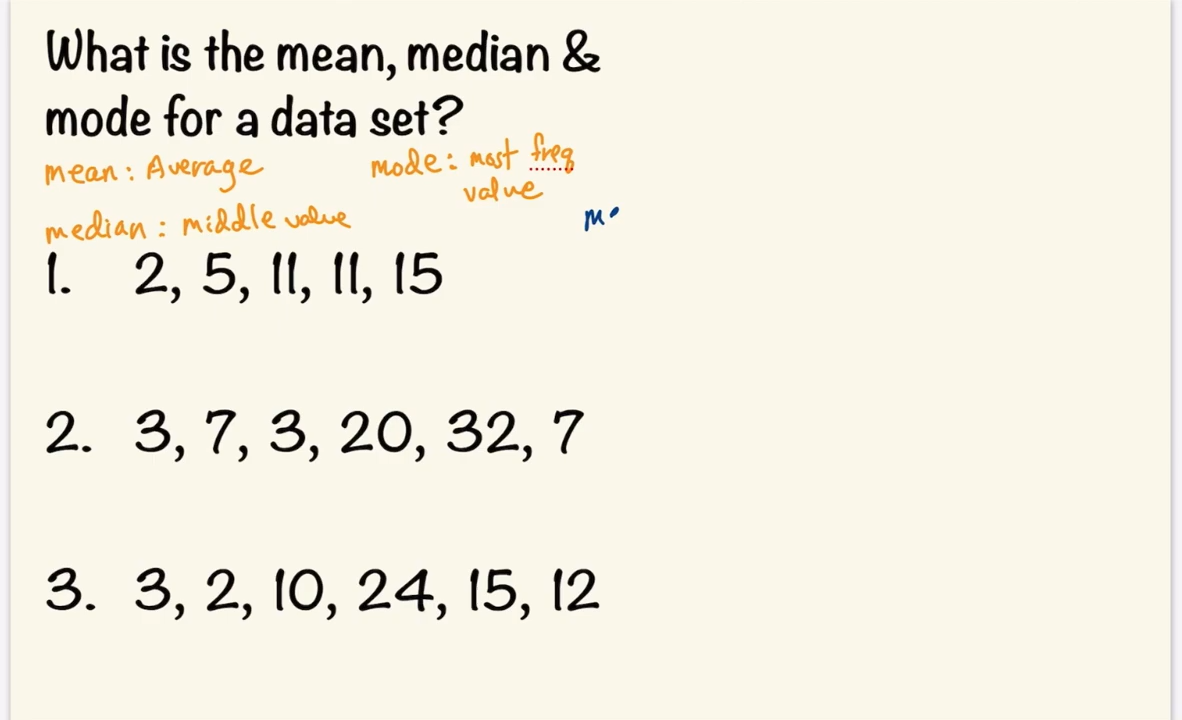 What is the mean, median &
mode for a data set?
mean: Average
mode: most freq
value
median: middle value
1. 2, 5, 11, 11, 15
2. 3, 7, 3, 20, 32, 7
3. 3, 2, 10, 24, 15, 12